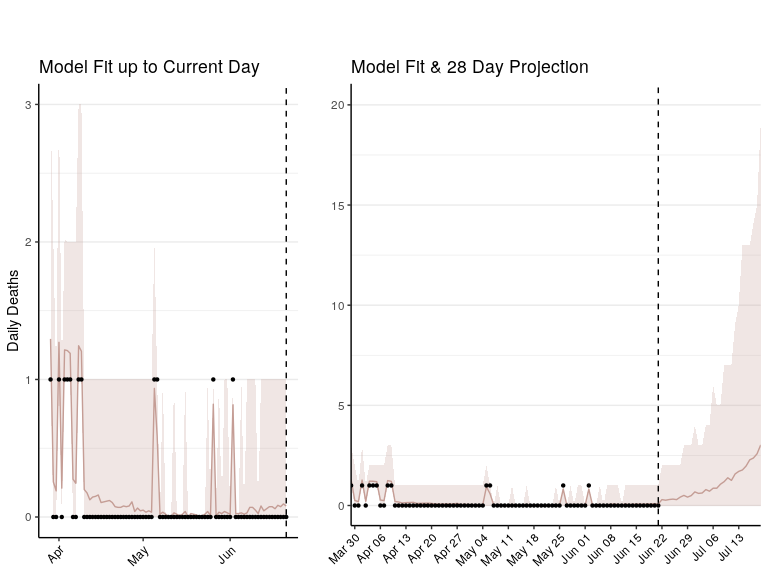 Model Fit up to Current Day
Daily Deaths
3
2
1
0
Apr
May
Jun
Model Fit & 28 Day Projection
20
15
10
5
0
Mar 30
Apr 06
Apr 13
Apr 20
Apr 27
May 04
May 11
May 18
May 25
Jun 01
Jun 08
Jun 15
Jun 22
Jun 29
Jul 06
Jul 13